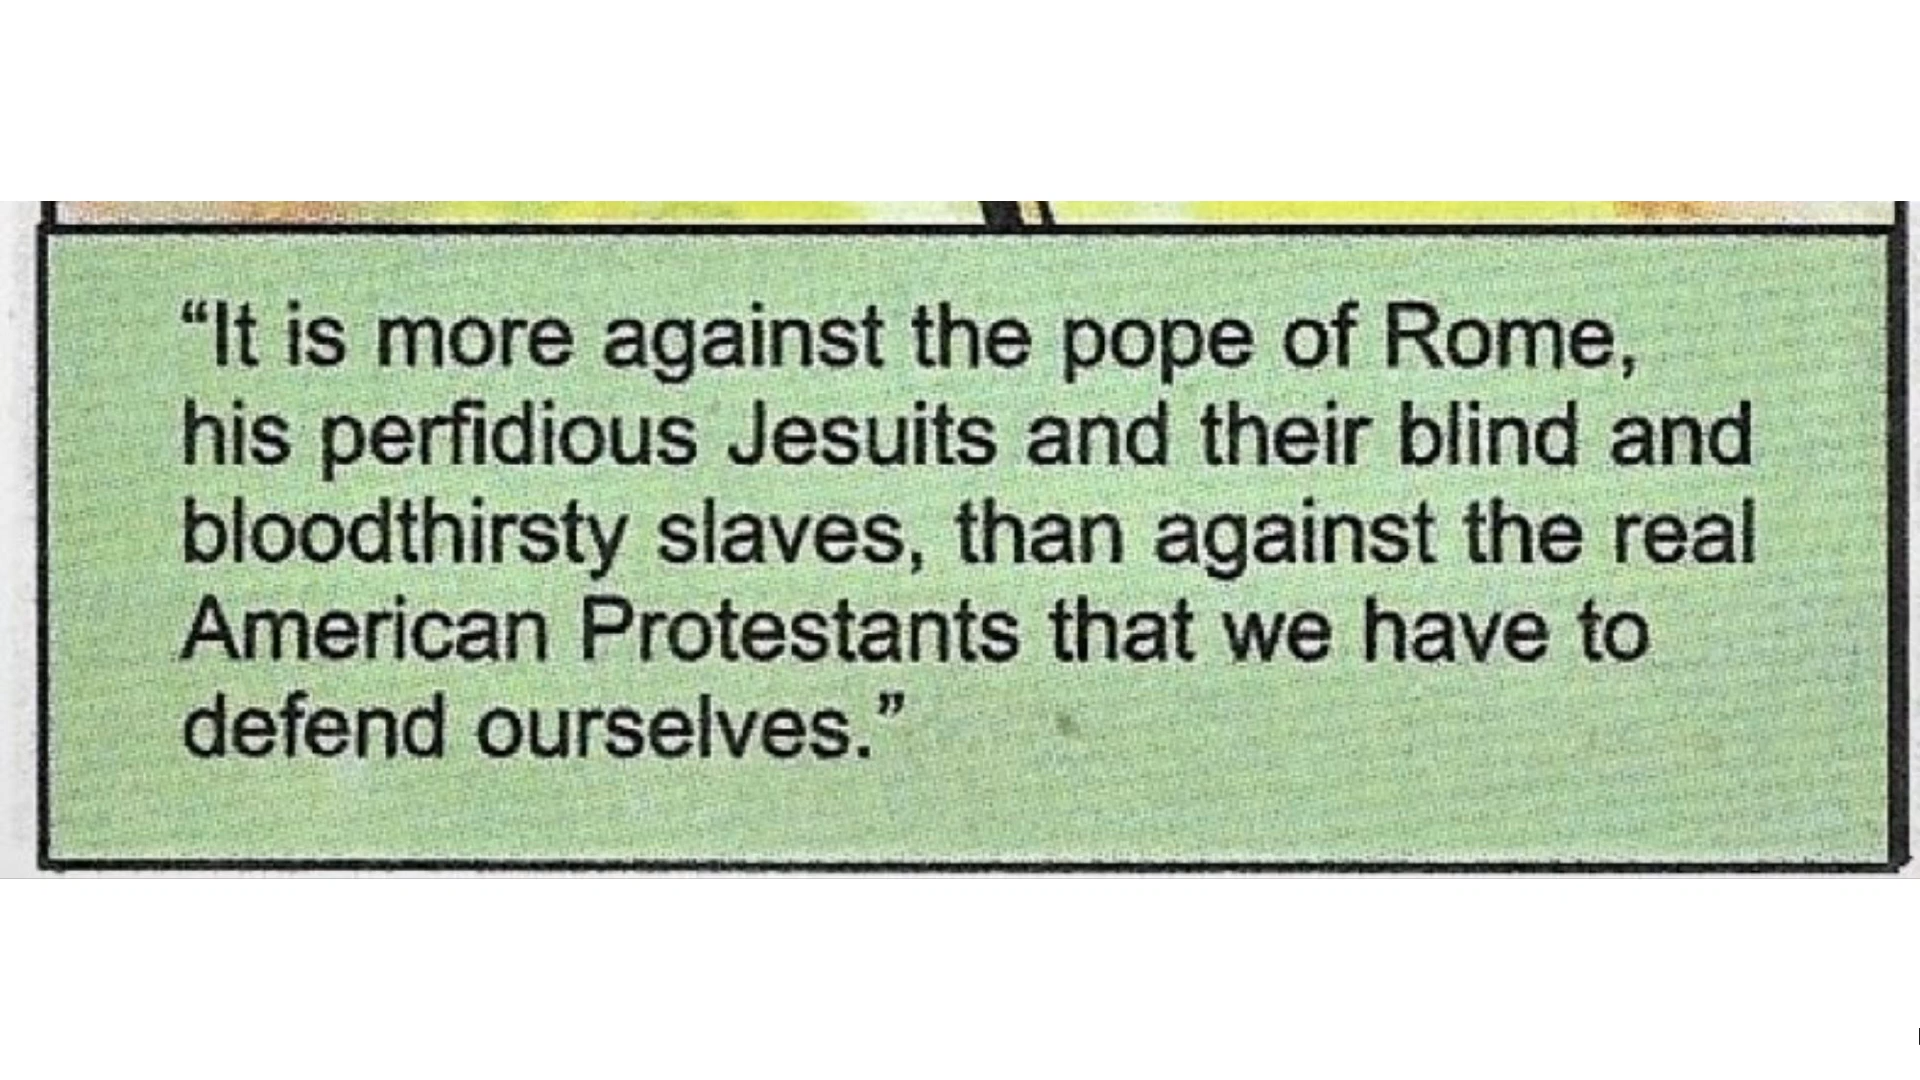 “It is more against the pope of Rome,
his perfidious Jesuits and their blind and
bloodthirsty slaves, than against the real
American Protestants that we have to
defend ourselves.”